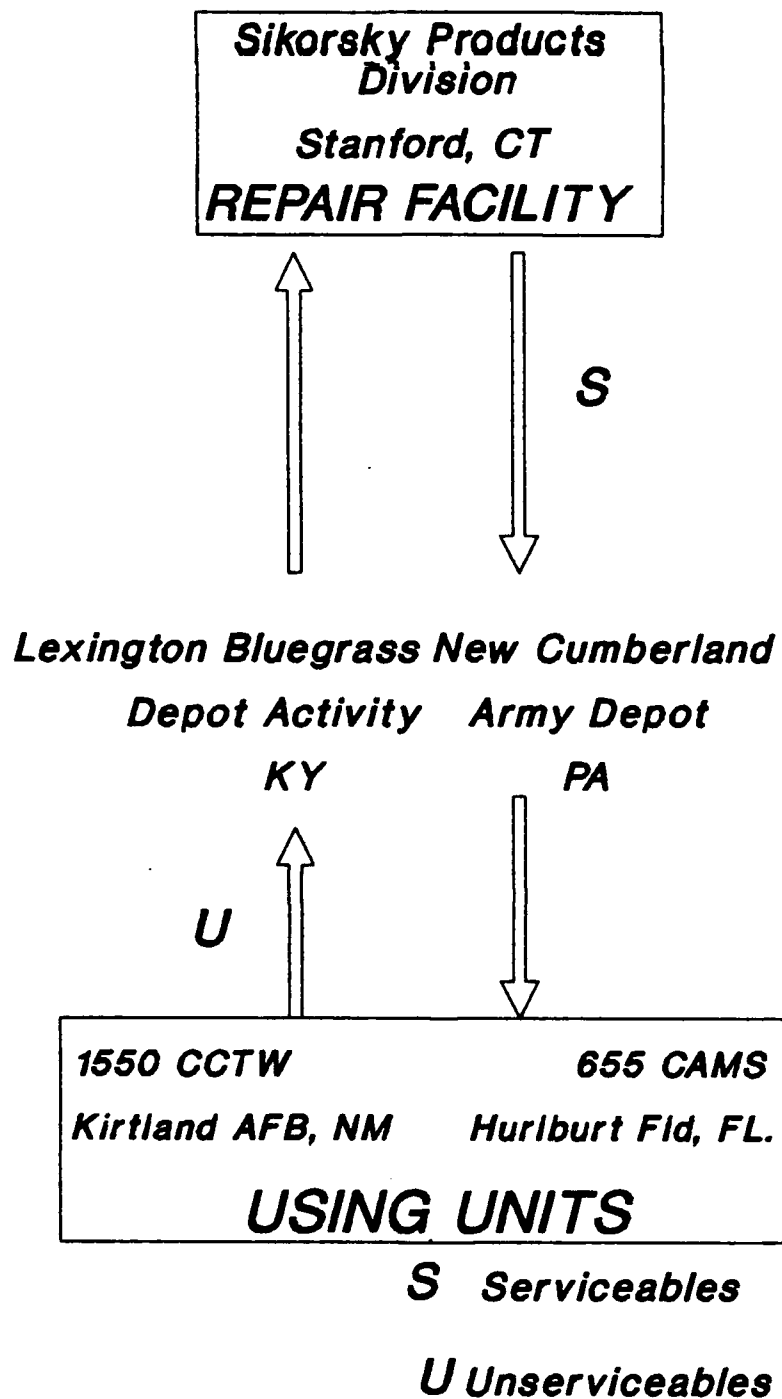 Sikorsky Products
Division
Stanford, CT
REPAIR FACILITY
S
Lexington Bluegrass New Cumberland
Depot Activity Army Depot
KY PA
U
1550 CCTW 655 CAMS
Kirtland AFB, NM Hurlburt Fld, FL.
USING UNITS
S Serviceables
U Unserviceables